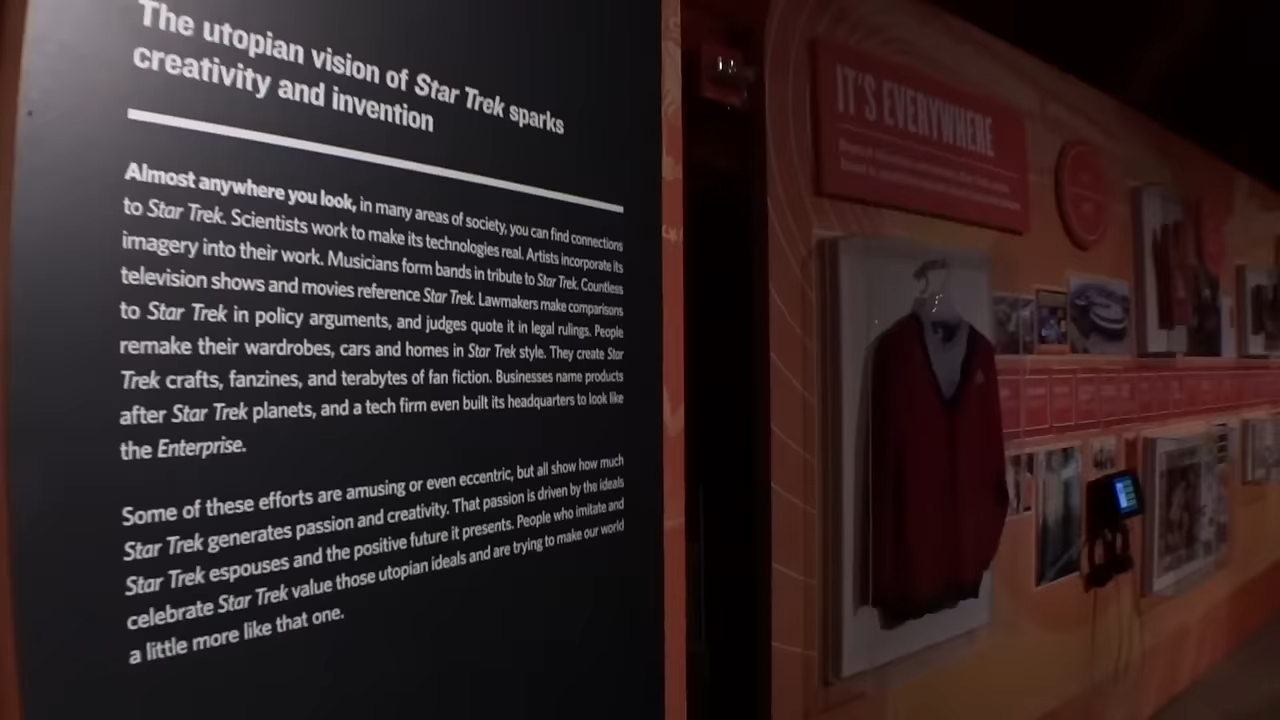 The utopian vision of Star Trek sparks
creativity and invention
Almost anywhere you look, in many areas of society, you can find connections
to Star Trek. Scientists work to make its technologies real. Artists incorporate its
imagery into their work. Musicians form bands in tribute to Star Trek. Countless
television shows and movies reference Star Trek. Lawmakers make comparisons
to Star Trek in policy arguments, and judges quote it in legal rulings. People
remake their wardrobes, cars and homes in Star Trek style. They create Star
Trek crafts, fanzines, and terabytes of fan fiction. Businesses name products
after Star Trek planets, and a tech firm even built its headquarters to look like
the Enterprise.
Some of these efforts are amusing or even eccentric, but all show how much
Star Trek generates passion and creativity. That passion is driven by the ideals
Star Trek espouses and the positive future it presents. People who imitate and
celebrate Star Trek value those utopian ideals and are trying to make our world
a little more like that one.
IT'S EVERYWHERE